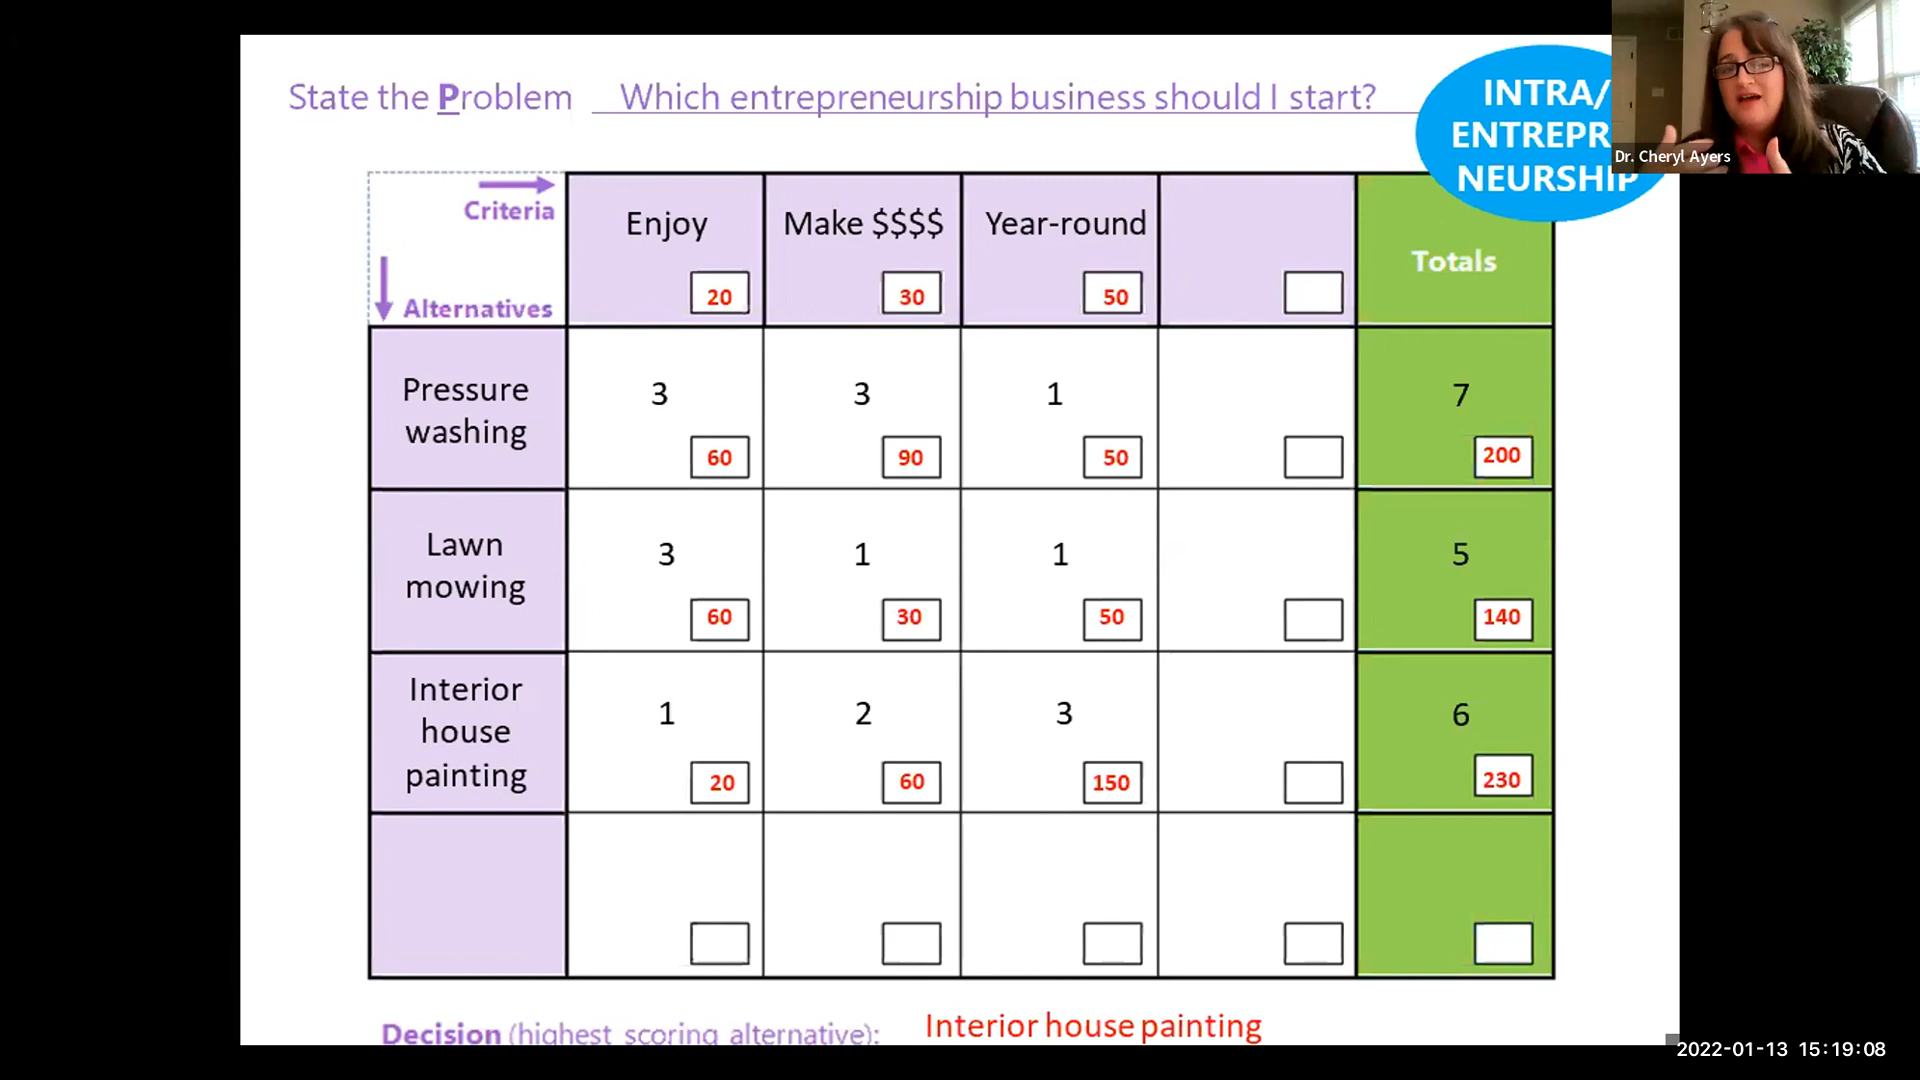 State the Problem Which entrepreneurship business should I start?
INTRA/
ENTREPR
NEURSHIP
Dr. Cheryl Ayers
Criteria
Alternatives
Enjoy
20
Make $$$$
30
Year-round
50
Totals
Pressure
washing
3
60
3
90
1
50
7
200
Lawn
mowing
3
60
1
30
1
50
5
140
Interior
house
painting
1
20
2
60
3
150
6
230
Decision (highest scoring alternative): Interior house painting
2022-01-13 15:19:08